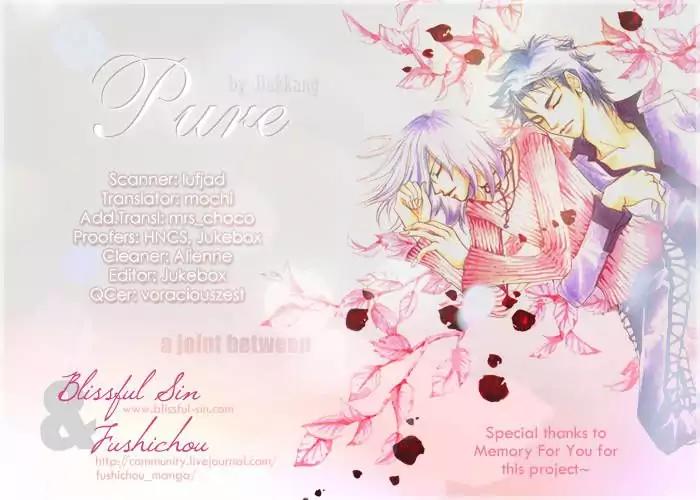 Pure
Scanner: lufjad
Translator: mochi
Add.Transl: mrs_choco
Proofers: HNCS, Jukebox
Cleaner: Alienne
Editor: Jukebox
QCer: voraciouszest
a joint between
Blissful Sin
www.blissful-sin.com
&
Fushichou
http://community.livejournal.com/
fushichou_manga/
Special thanks to
Memory For You for
this project~